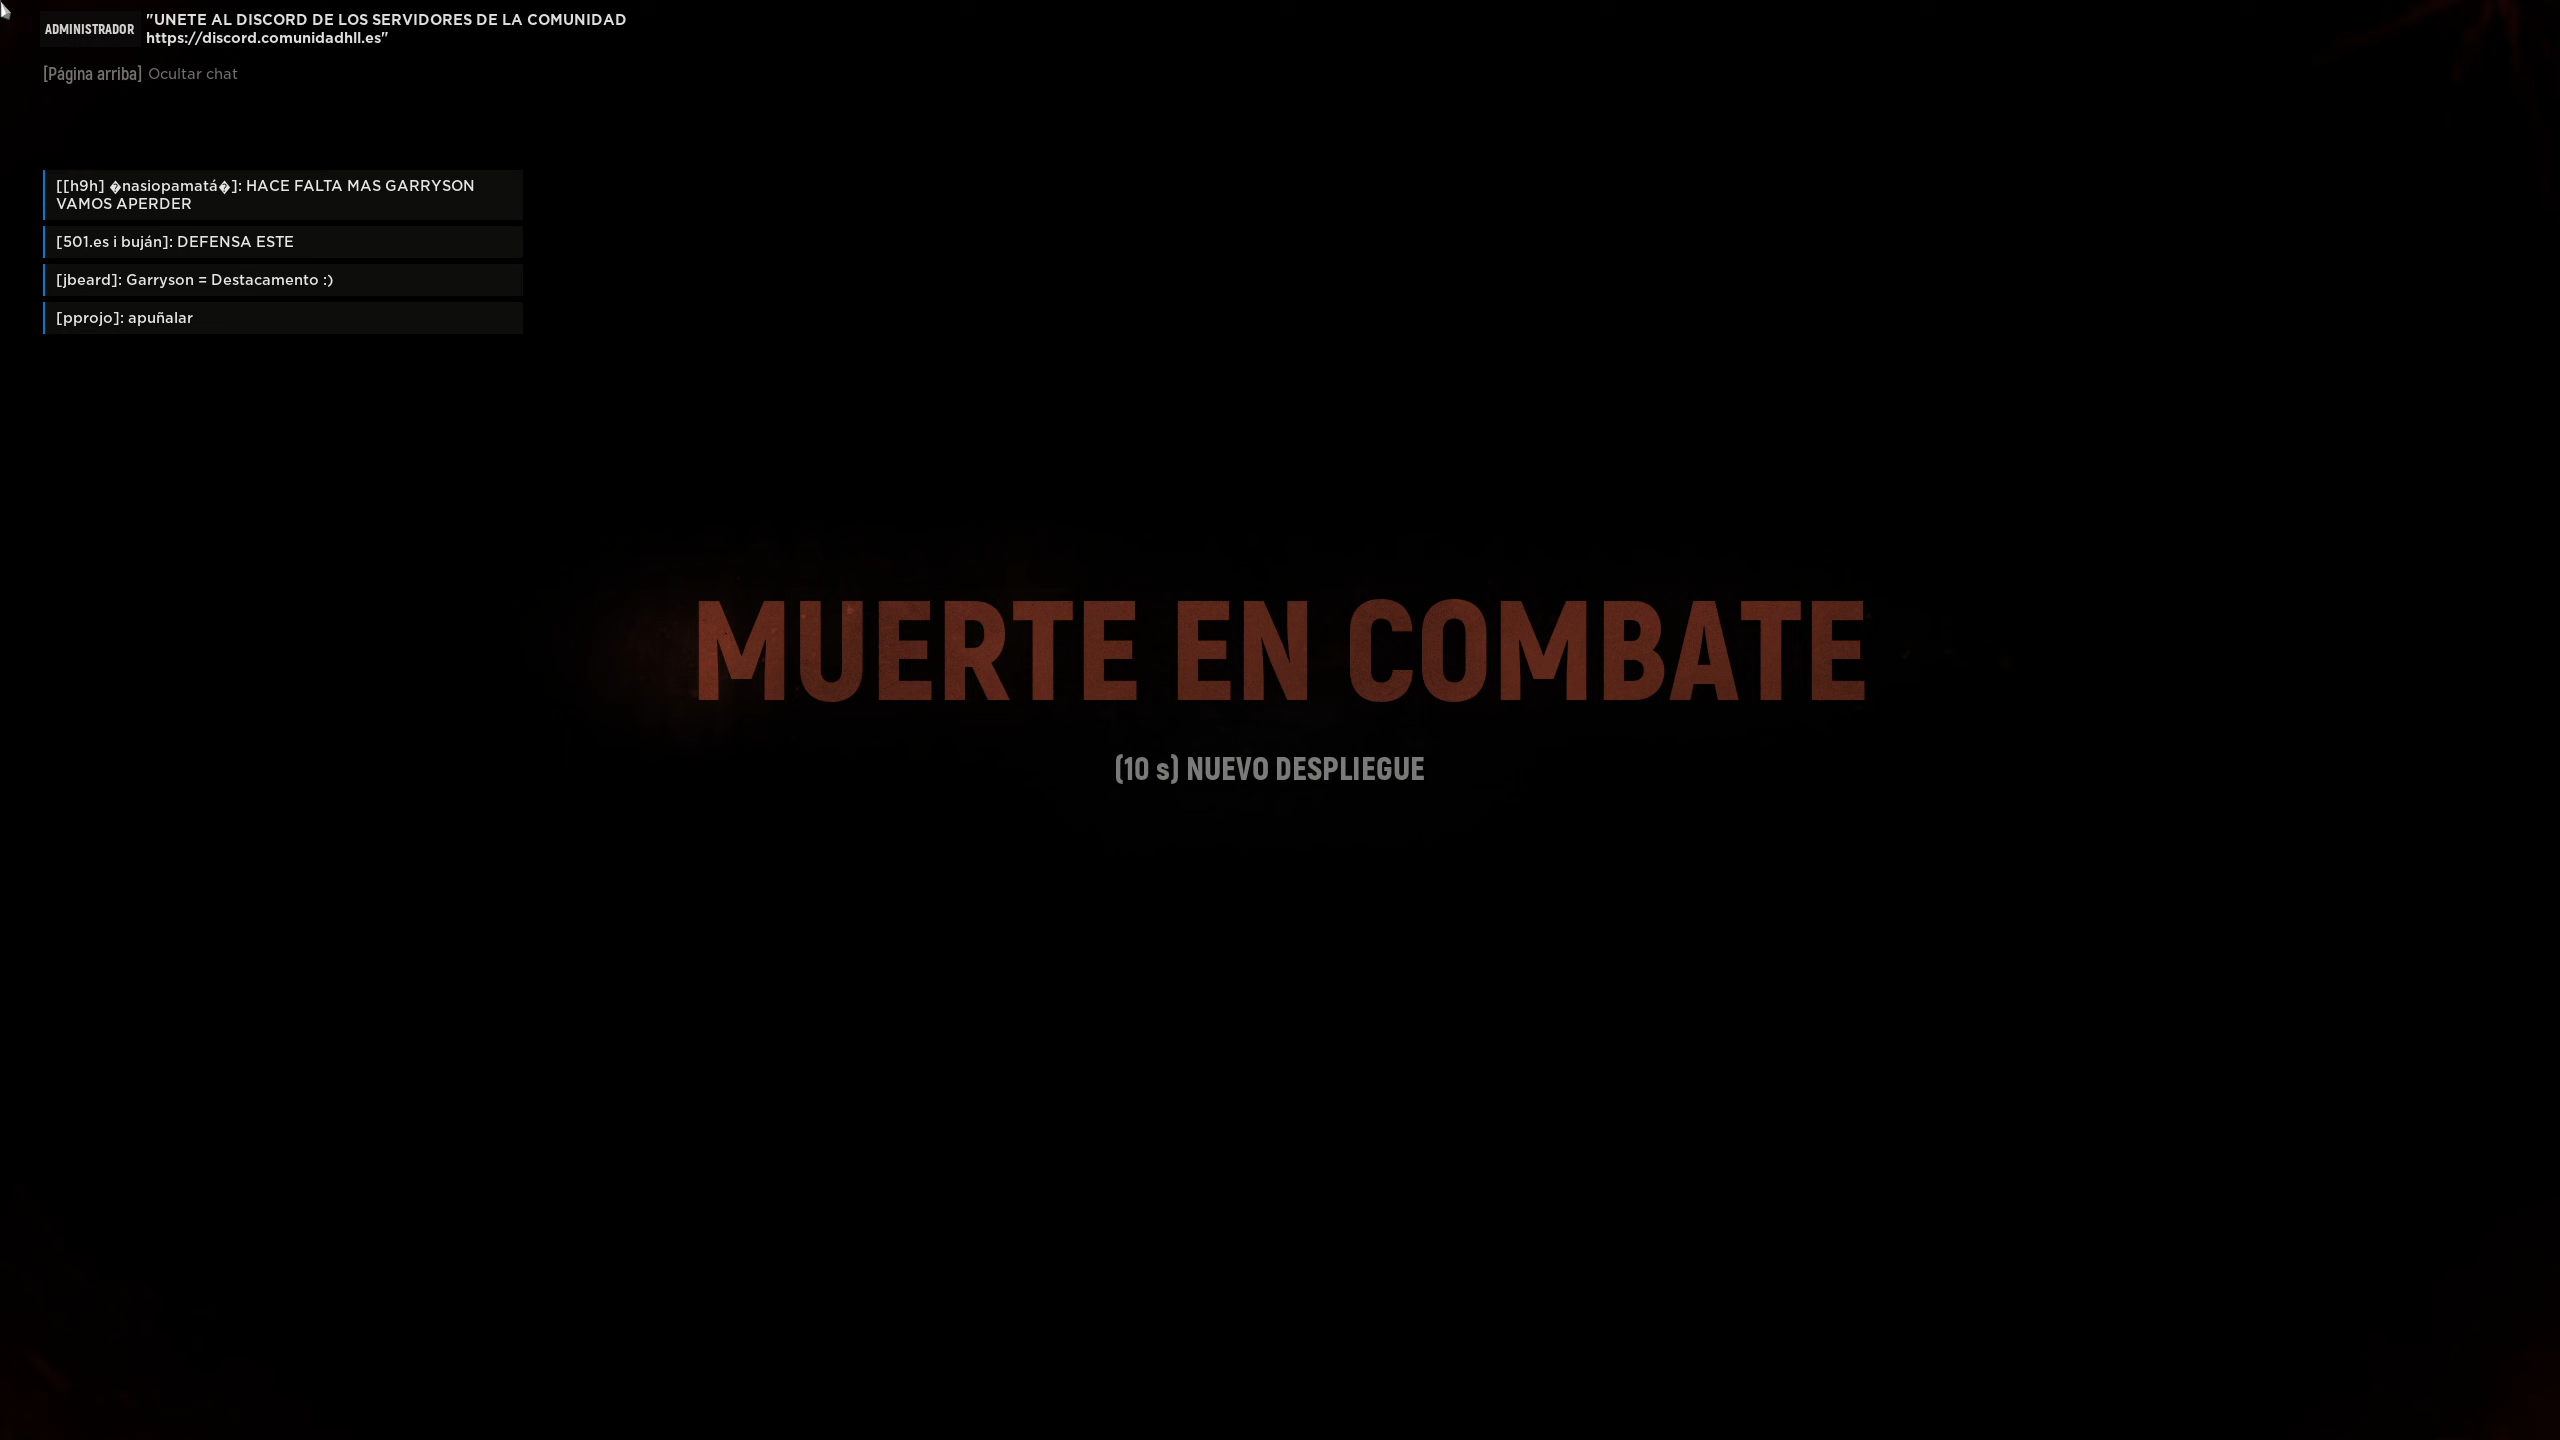 ADMINISTRADOR "UNETE AL DISCORD DE LOS SERVIDORES DE LA COMUNIDAD
https://discord.comunidadhll.es"
[Página arriba] Ocultar chat
[[h9h] �nasiopamatá�]: HACE FALTA MAS GARRYSON
VAMOS APERDER
[501.es i buján]: DEFENSA ESTE
[jbeard]: Garryson = Destacamento :)
[pprojo]: apuñalar
MUERTE EN COMBATE
(10 s) NUEVO DESPLIEGUE